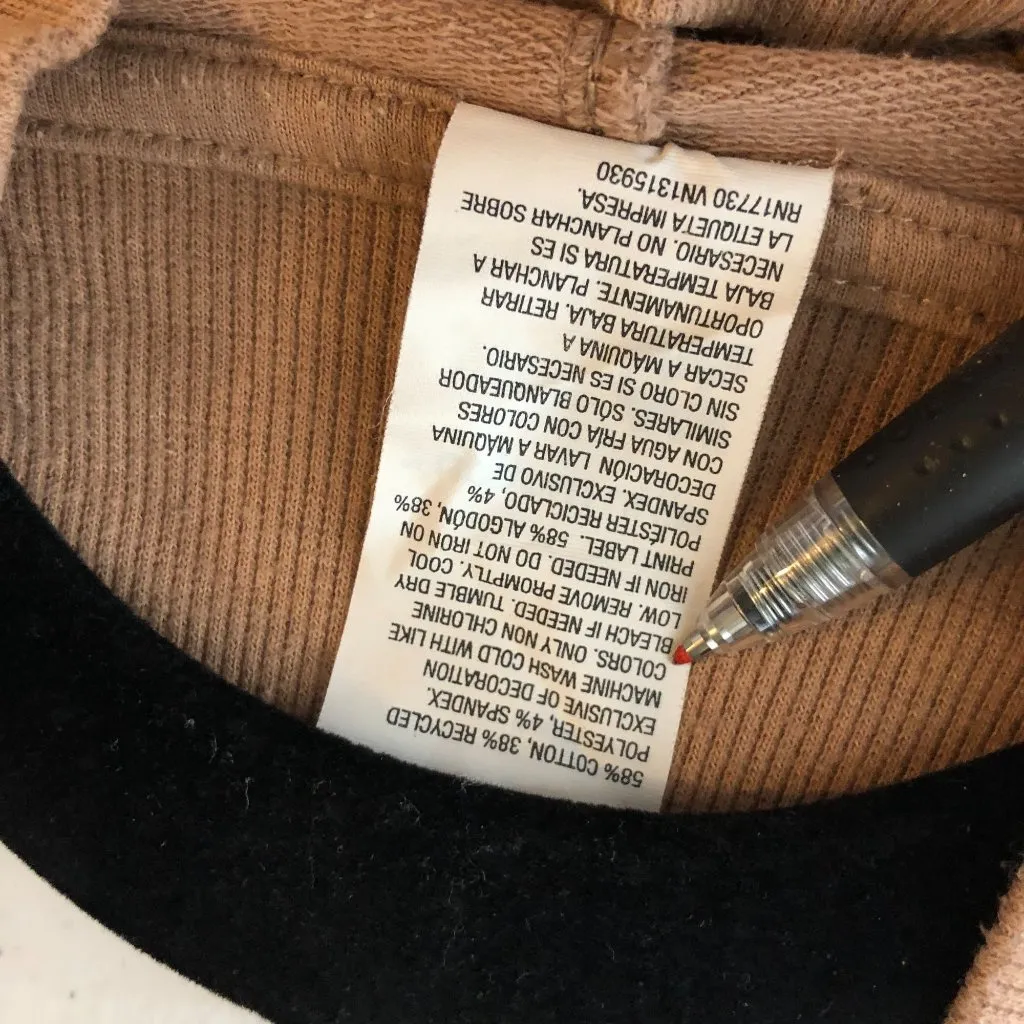 58% COTTON, 38% RECYCLED
POLYESTER, 4% SPANDEX.
EXCLUSIVE OF DECORATION
MACHINE WASH COLD WITH LIKE
COLORS. ONLY NON CHLORINE
BLEACH IF NEEDED. TUMBLE DRY
LOW. REMOVE PROMPTLY. COOL
IRON IF NEEDED. DO NOT IRON ON
PRINT LABEL. 58% ALGODÓN, 38%
POLIÉSTER RECICLADO, 4%
SPANDEX. EXCLUSIVO DE
DECORACIÓN LAVAR A MÁQUINA
CON AGUA FRÍA CON COLORES
SIMILARES. SÓLO BLANQUEADOR
SIN CLORO SI ES NECESARIO.
SECAR A MÁQUINA A
TEMPERATURA BAJA. RETIRAR
OPORTUNAMENTE. PLANCHAR A
BAJA TEMPERATURA SI ES
NECESARIO. NO PLANCHAR SOBRE
LA ETIQUETA IMPRESA.
RN17730 VN1315930